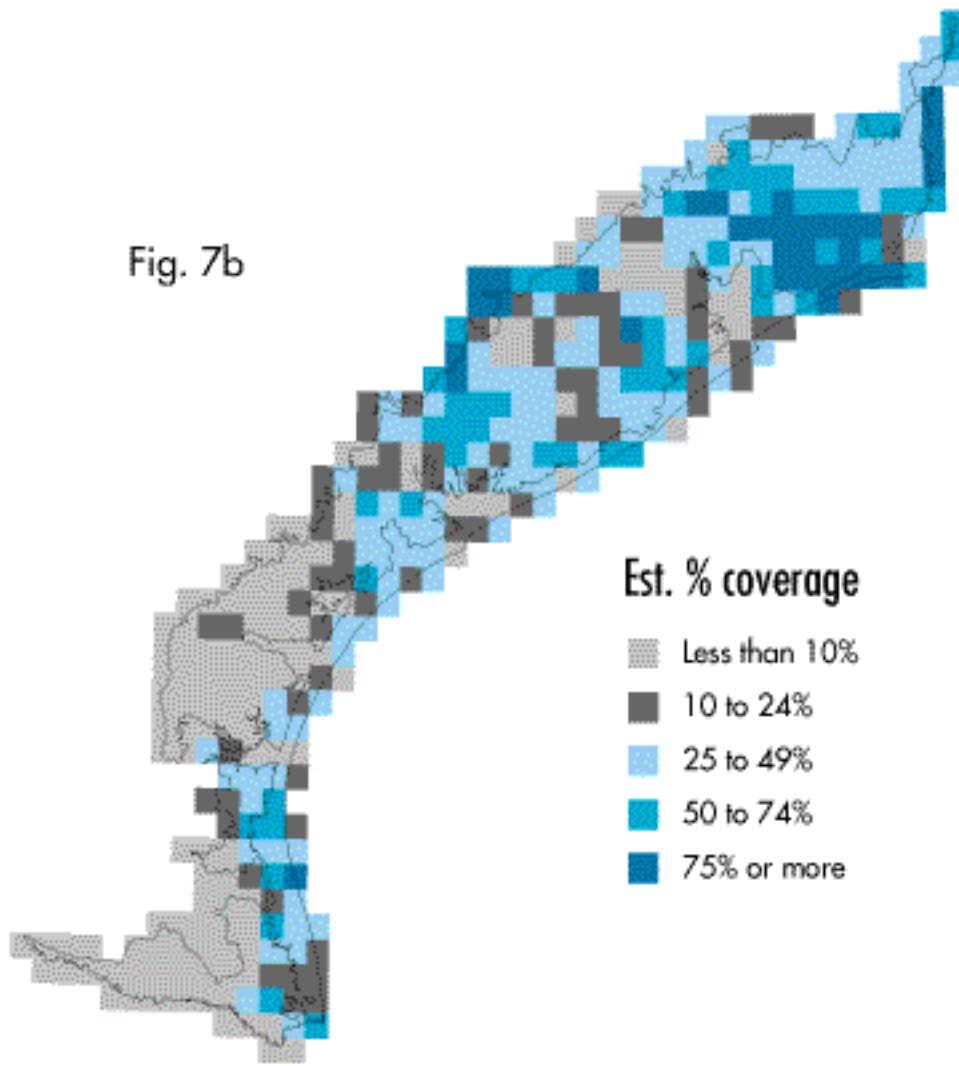 Fig. 7b
Est. % coverage
Less than 10%
10 to 24%
25 to 49%
50 to 74%
75% or more